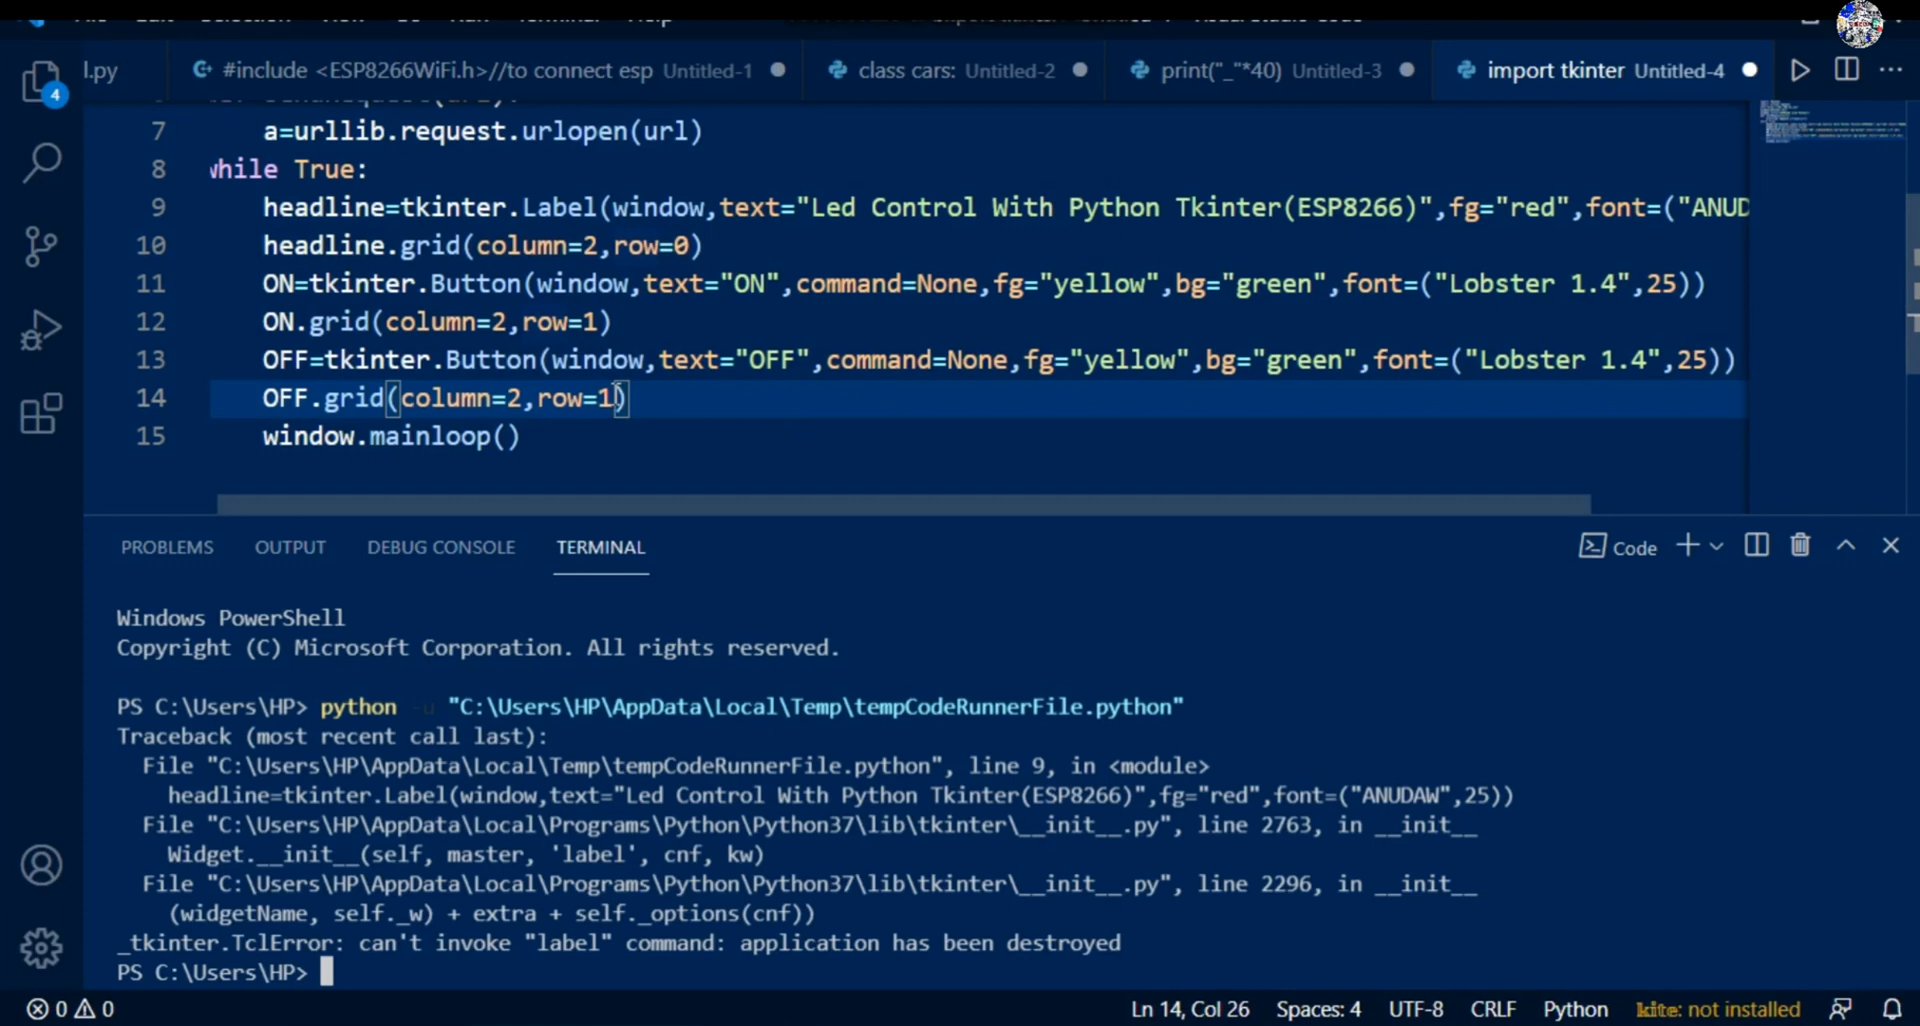 l.py #include <ESP8266WiFi.h>//to connect esp Untitled-1 class cars: Untitled-2 print("_"*40) Untitled-3 import tkinter Untitled-4
4
7 a=urllib.request.urlopen(url)
8 while True:
9 headline=tkinter.Label(window,text="Led Control With Python Tkinter(ESP8266)",fg="red",font=("ANUD
10 headline.grid(column=2,row=0)
11 ON=tkinter.Button(window,text="ON",command=None,fg="yellow",bg="green",font=("Lobster 1.4",25))
12 ON.grid(column=2,row=1)
13 OFF=tkinter.Button(window,text="OFF",command=None,fg="yellow",bg="green",font=("Lobster 1.4",25))
14 OFF.grid(column=2,row=1)
15 window.mainloop()
PROBLEMS OUTPUT DEBUG CONSOLE TERMINAL Code
Windows PowerShell
Copyright (C) Microsoft Corporation. All rights reserved.
PS C:\Users\HP> python -u "C:\Users\HP\AppData\Local\Temp\tempCodeRunnerFile.python"
Traceback (most recent call last):
File "C:\Users\HP\AppData\Local\Temp\tempCodeRunnerFile.python", line 9, in <module>
headline=tkinter.Label(window,text="Led Control With Python Tkinter(ESP8266)",fg="red",font=("ANUDAW",25))
File "C:\Users\HP\AppData\Local\Programs\Python\Python37\lib\tkinter\__init__.py", line 2763, in __init__
Widget.__init__(self, master, 'label', cnf, kw)
File "C:\Users\HP\AppData\Local\Programs\Python\Python37\lib\tkinter\__init__.py", line 2296, in __init__
(widgetName, self._w) + extra + self._options(cnf))
_tkinter.TclError: can't invoke "label" command: application has been destroyed
PS C:\Users\HP>
0 0 Ln 14, Col 26 Spaces: 4 UTF-8 CRLF Python kite: not installed